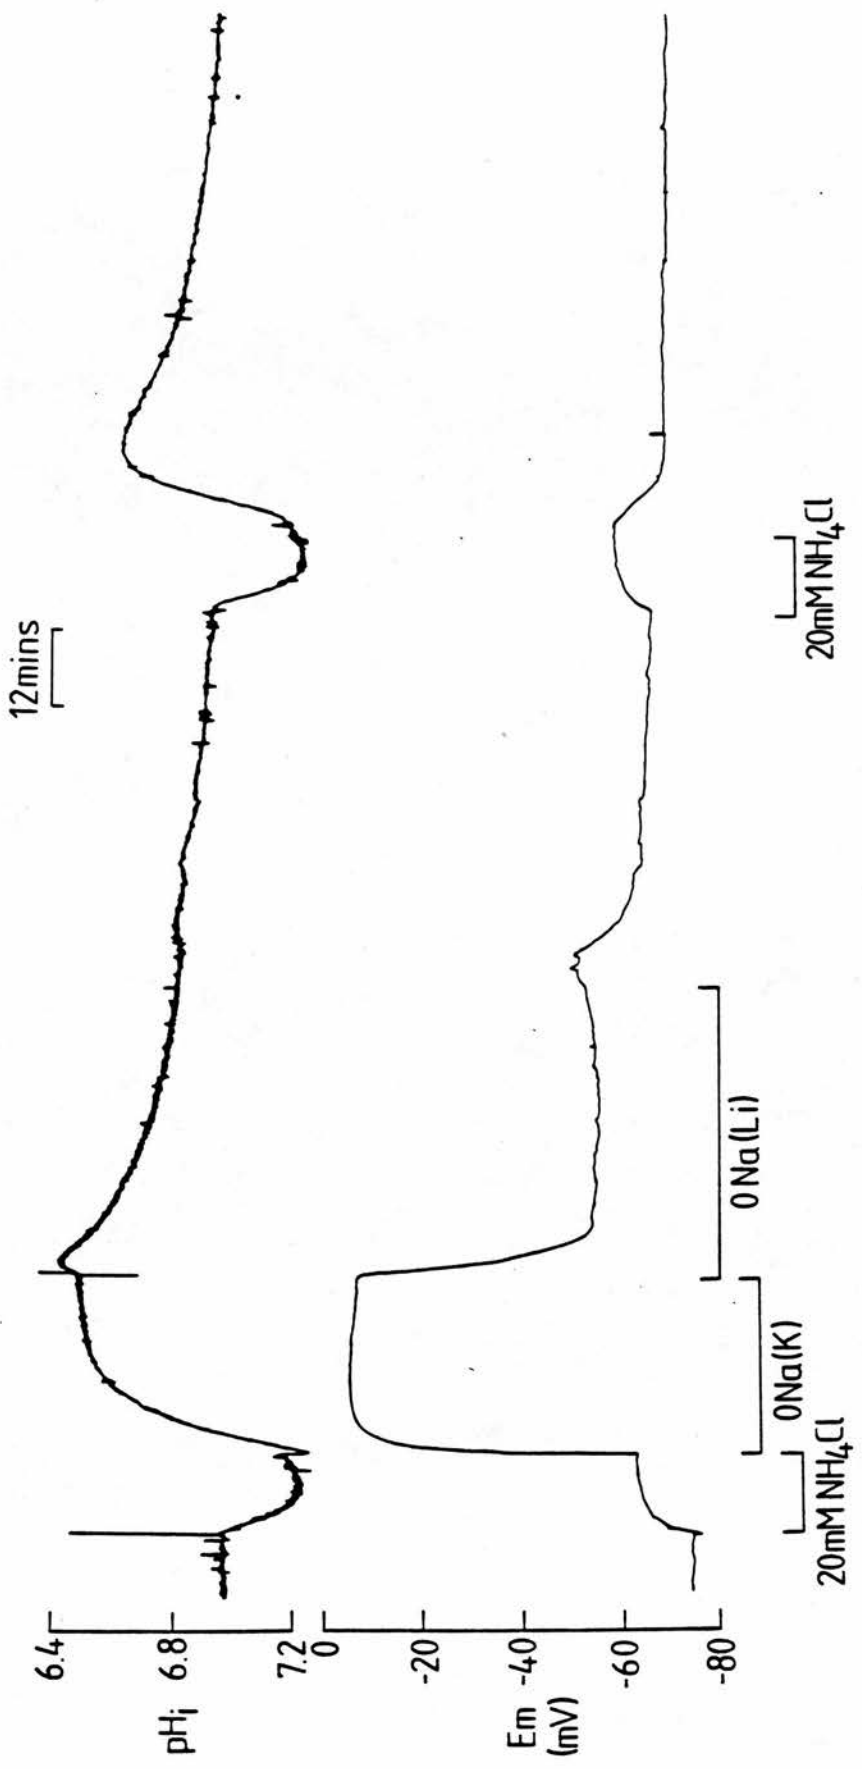 12mins
6.4
6.8
7.2
pHi
0
-20
-40
-60
-80
Em
(mV)
20mM NH4Cl
0Na(K)
0Na(Li)
20mM NH4Cl